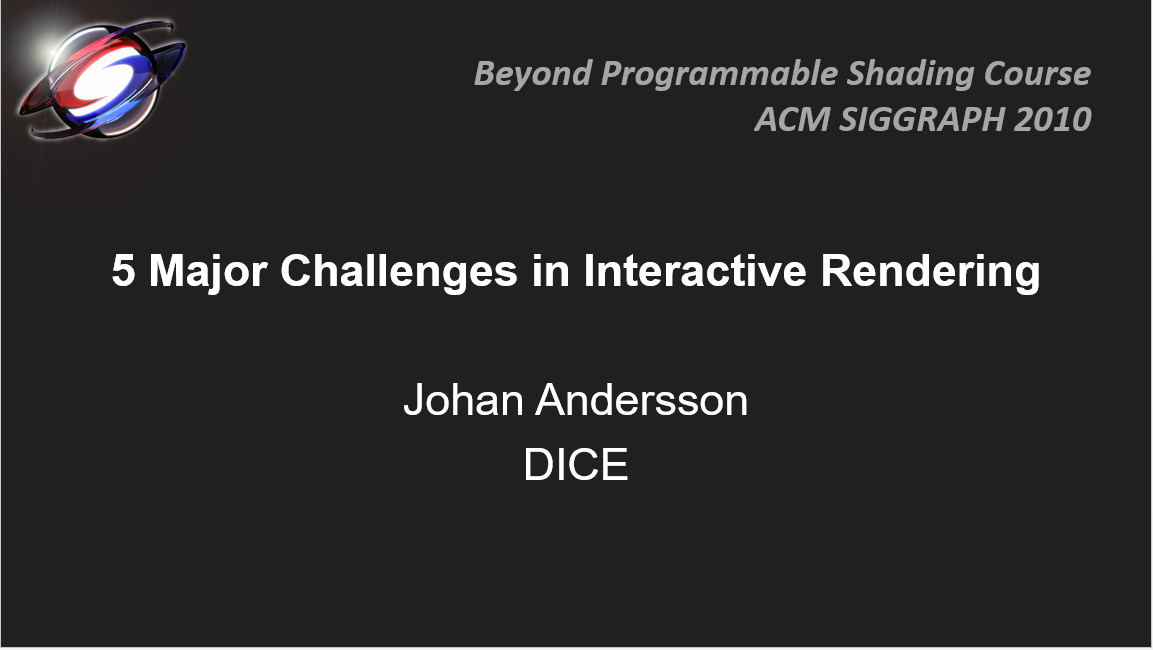 Beyond Programmable Shading Course
ACM SIGGRAPH 2010
5 Major Challenges in Interactive Rendering
Johan Andersson
DICE